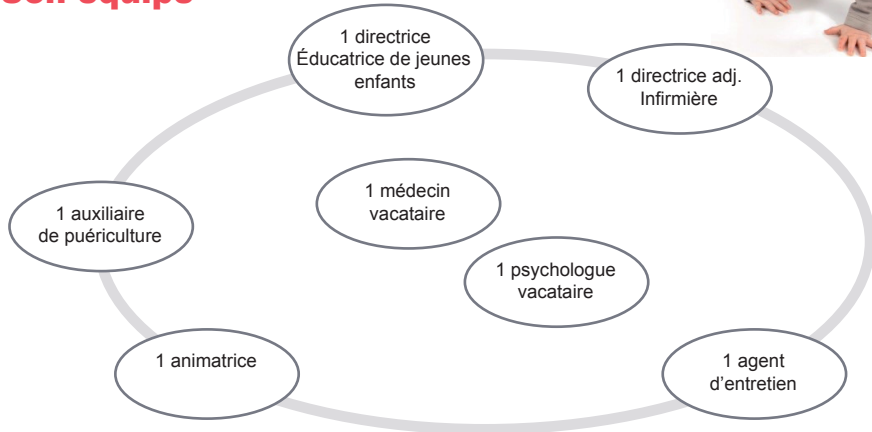 1 directrice
Éducatrice de jeunes
enfants
1 directrice adj.
Infirmière
1 médecin
vacataire
1 auxiliaire
de puériculture
1 psychologue
vacataire
1 animatrice
1 agent
d'entretien